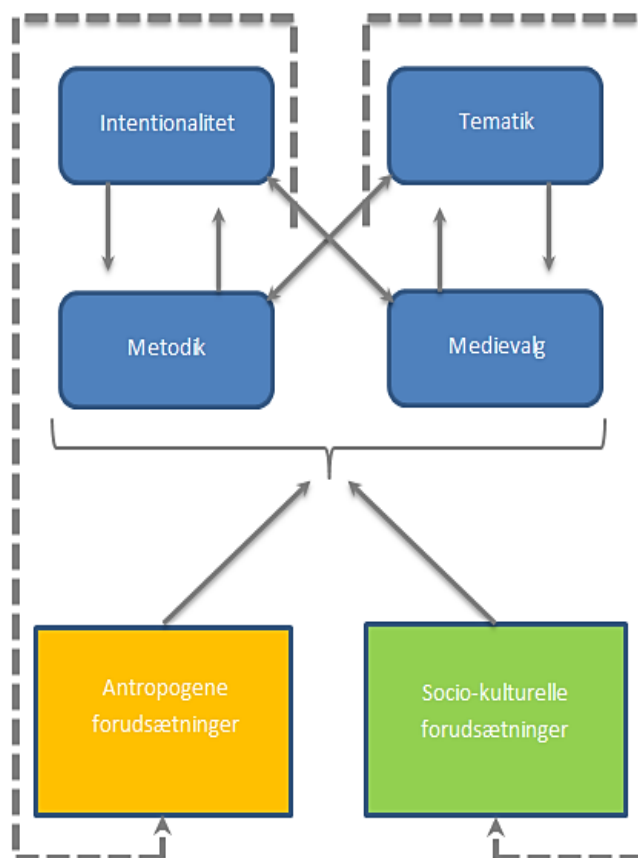 Intentionalitet
Tematik
Metodik
Medievalg
Antropogene
forudsætninger
Socio-kulturelle
forudsætninger